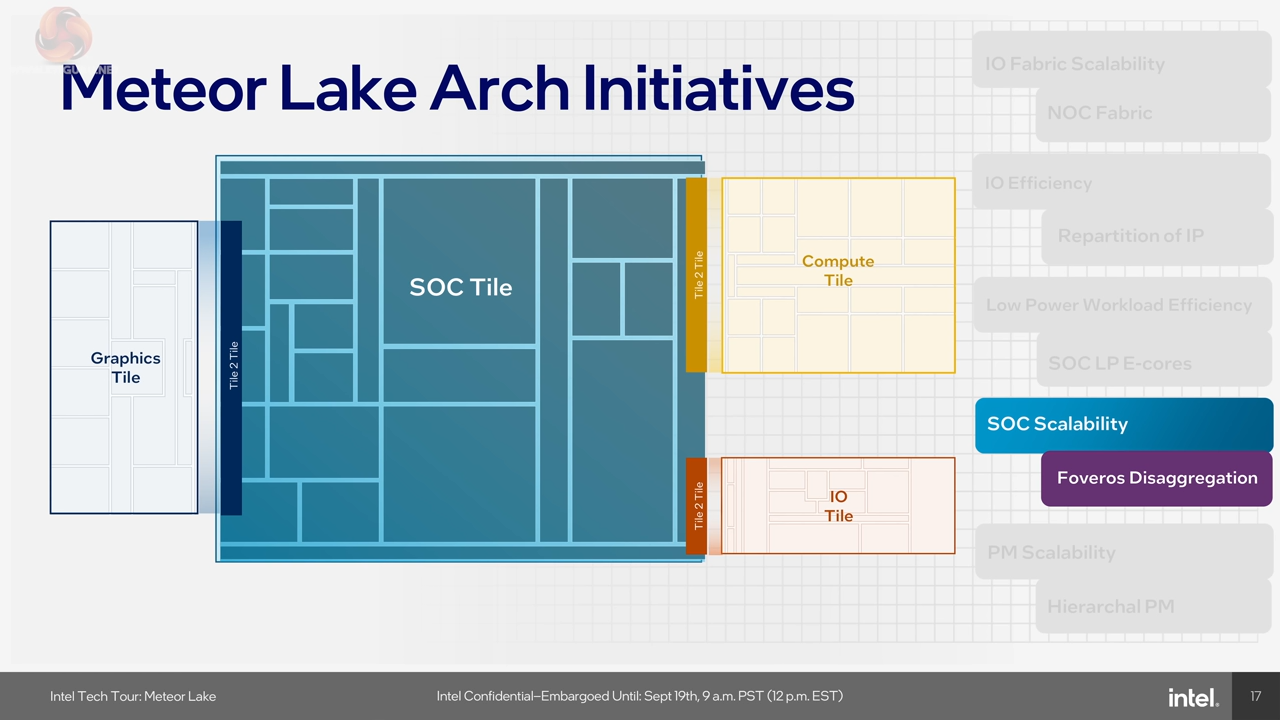 Meteor Lake Arch Initiatives
IO Fabric Scalability
NOC Fabric
IO Efficiency
Repartition of IP
Low Power Workload Efficiency
SOC LP E-cores
SOC Scalability
Foveros Disaggregation
PM Scalability
Hierarchal PM
Graphics
Tile
Tile 2 Tile
SOC Tile
Tile 2 Tile
Compute
Tile
Tile 2 Tile
IO
Tile
Intel Tech Tour: Meteor Lake
Intel Confidential–Embargoed Until: Sept 19th, 9 a.m. PST (12 p.m. EST)
intel.
17